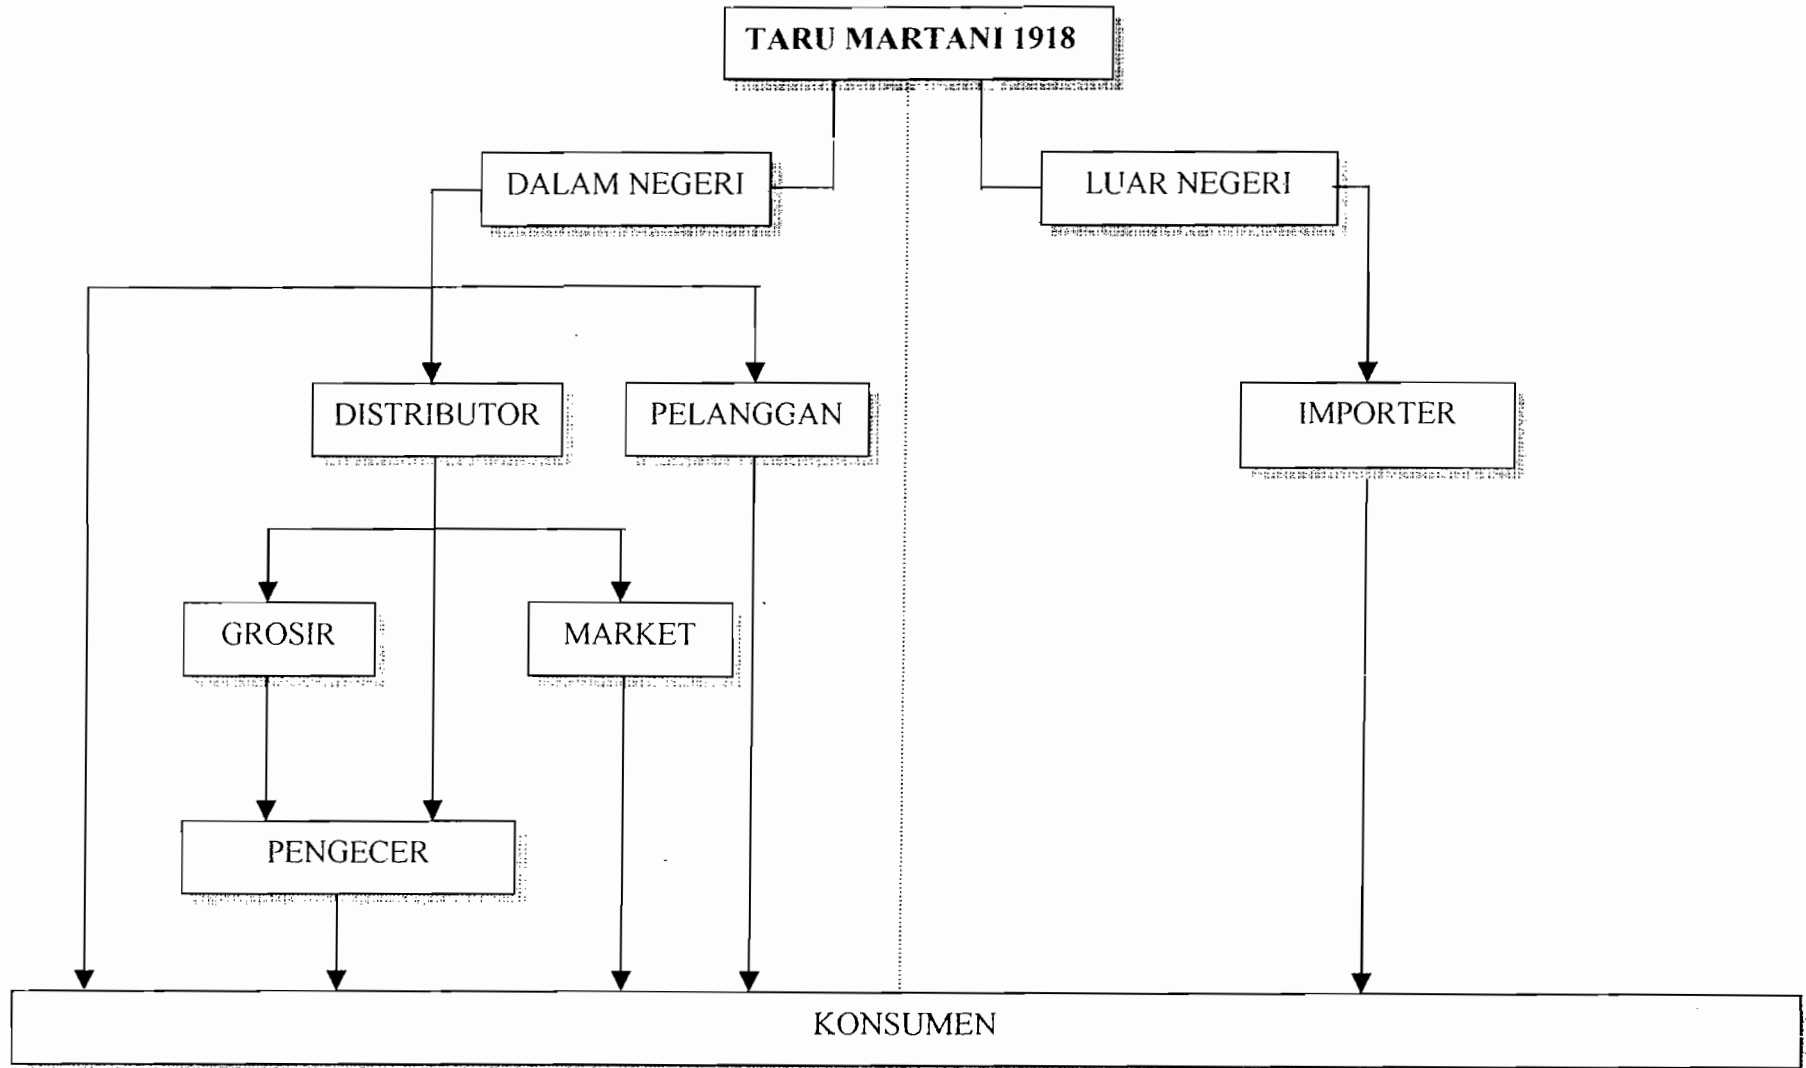 TARU MARTANI 1918
DALAM NEGERI
LUAR NEGERI
DISTRIBUTOR
PELANGGAN
IMPORTER
GROSIR
MARKET
PENGECER
KONSUMEN